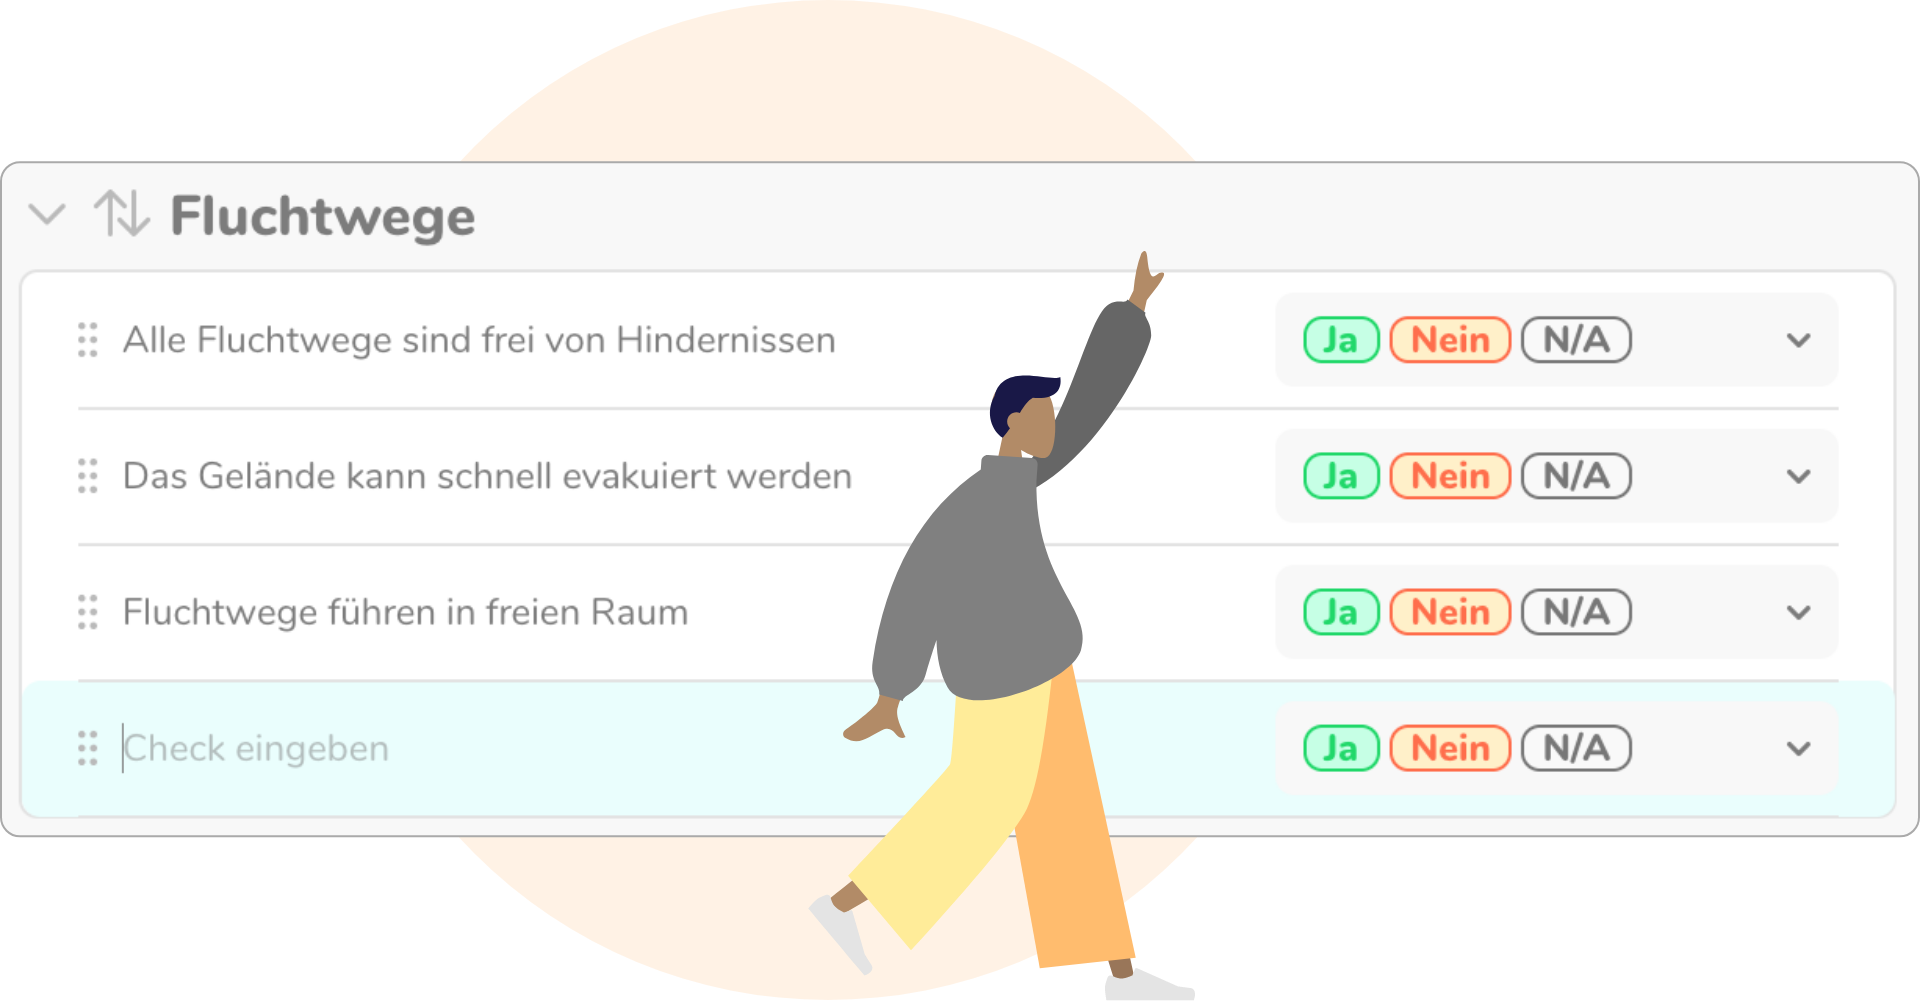 Fluchtwege
Alle Fluchtwege sind frei von Hindernissen Ja Nein N/A
Das Gelände kann schnell evakuiert werden Ja Nein N/A
Fluchtwege führen in freien Raum Ja Nein N/A
Check eingeben Ja Nein N/A